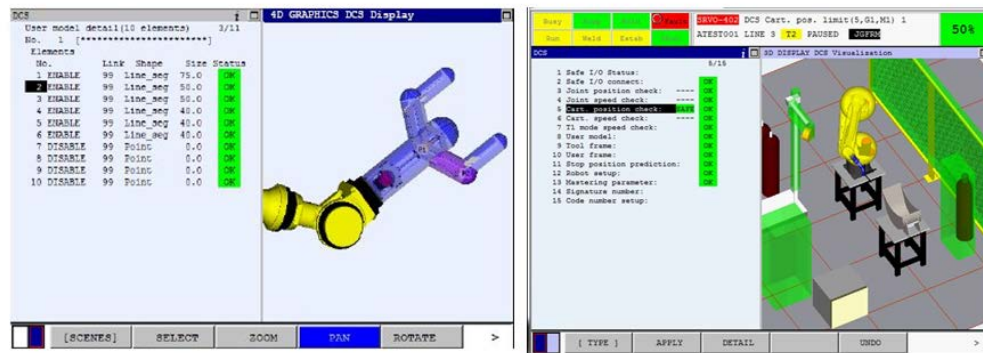 DCS
4D GRAPHICS DCS Display
User model detail(10 elements) 3/11
No. 1 [***********************]
Elements
No. Link Shape Size Status
1 ENABLE 99 Line_seg 75.0 OK
2 ENABLE 99 Line_seg 50.0 OK
3 ENABLE 99 Line_seg 50.0 OK
4 ENABLE 99 Line_seg 40.0 OK
5 ENABLE 99 Line_seg 40.0 OK
6 ENABLE 99 Line_seg 40.0 OK
7 DISABLE 99 Point 0.0 OK
8 DISABLE 99 Point 0.0 OK
9 DISABLE 99 Point 0.0 OK
10 DISABLE 99 Point 0.0 OK
[SCENES] SELECT ZOOM PAN ROTATE >
Busy
SRVO-402 DCS Cart. pos. limit(5,G1,M1) 1
Run Weld
ATEST001 LINE 3 T2 PAUSED JGFRM
50%
DCS
3D DISPLAY DCS Visualization
5/15
1 Safe I/O Status:
2 Safe I/O connect: OK
3 Joint position check: ---- OK
4 Joint speed check: ---- OK
5 Cart. position check: SAFE OK
6 Cart. speed check: ---- OK
7 T1 mode speed check: OK
8 User model: OK
9 Tool frame: OK
10 User frame: OK
11 Stop position prediction: OK
12 Robot setup: OK
13 Mastering parameter: OK
14 Signature number:
15 Code number setup:
[ TYPE ] APPLY DETAIL UNDO >